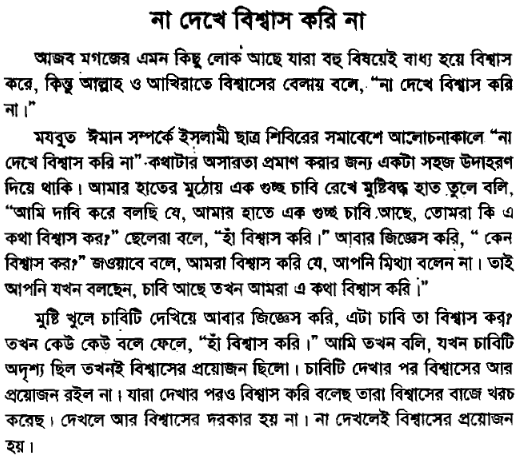 না দেখে বিশ্বাস করি না
আজব মগজের এমন কিছু লোক আছে যারা বহু বিষয়েই বাধ্য হয়ে বিশ্বাস
করে, কিন্তু আল্লাহ ও আখিরাতে বিশ্বাসের বেলায় বলে, “না দেখে বিশ্বাস করি
না।”
মযবুত ঈমান সম্পর্কে ইসলামী ছাত্র শিবিরের সমাবেশে আলোচনাকালে “না
দেখে বিশ্বাস করি না” কথাটার অসারতা প্রমাণ করার জন্য একটা সহজ উদাহরণ
দিয়ে থাকি। আমার হাতের মুঠোয় এক গুচ্ছ চাবি রেখে মুষ্টিবদ্ধ হাত তুলে বলি,
“আমি দাবি করে বলছি যে, আমার হাতে এক গুচ্ছ চাবি আছে, তোমরা কি এ
কথা বিশ্বাস কর?” ছেলেরা বলে, “হাঁ বিশ্বাস করি।” আবার জিজ্ঞেস করি, “ কেন
বিশ্বাস কর?” জওয়াবে বলে, আমরা বিশ্বাস করি যে, আপনি মিথ্যা বলেন না। তাই
আপনি যখন বলছেন, চাবি আছে তখন আমরা এ কথা বিশ্বাস করি।”
মুষ্টি খুলে চাবিটি দেখিয়ে আবার জিজ্ঞেস করি, এটা চাবি তা বিশ্বাস কর?
তখন কেউ কেউ বলে ফেলে, “হাঁ বিশ্বাস করি।” আমি তখন বলি, যখন চাবিটি
অদৃশ্য ছিল তখনই বিশ্বাসের প্রয়োজন ছিলো। চাবিটি দেখার পর বিশ্বাসের আর
প্রয়োজন রইল না। যারা দেখার পরও বিশ্বাস করি বলেছ তারা বিশ্বাসের বাজে খরচ
করেছ। দেখলে আর বিশ্বাসের দরকার হয় না। না দেখলেই বিশ্বাসের প্রয়োজন
হয়।